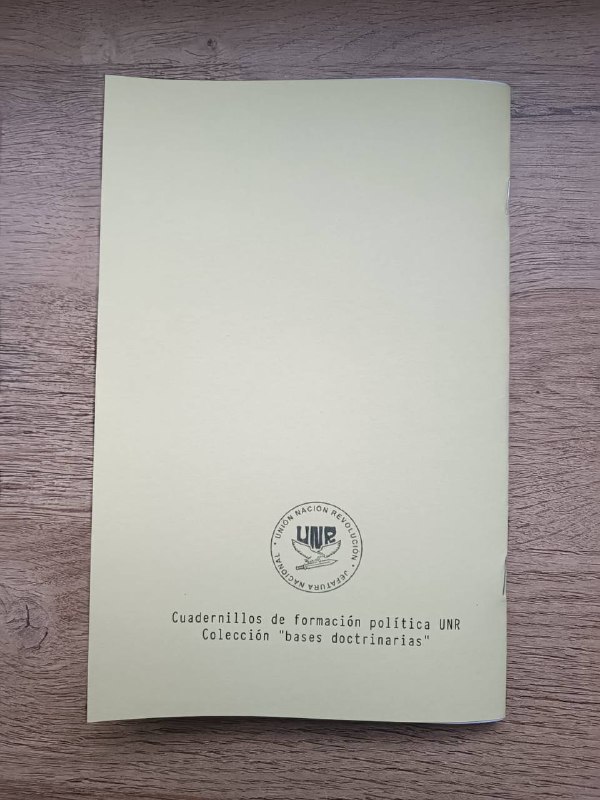 UNIÓN NACIÓN REVOLUCIÓN • JEFATURA NACIONAL •
UNR
Cuadernillos de formación política UNR
Colección "bases doctrinarias"